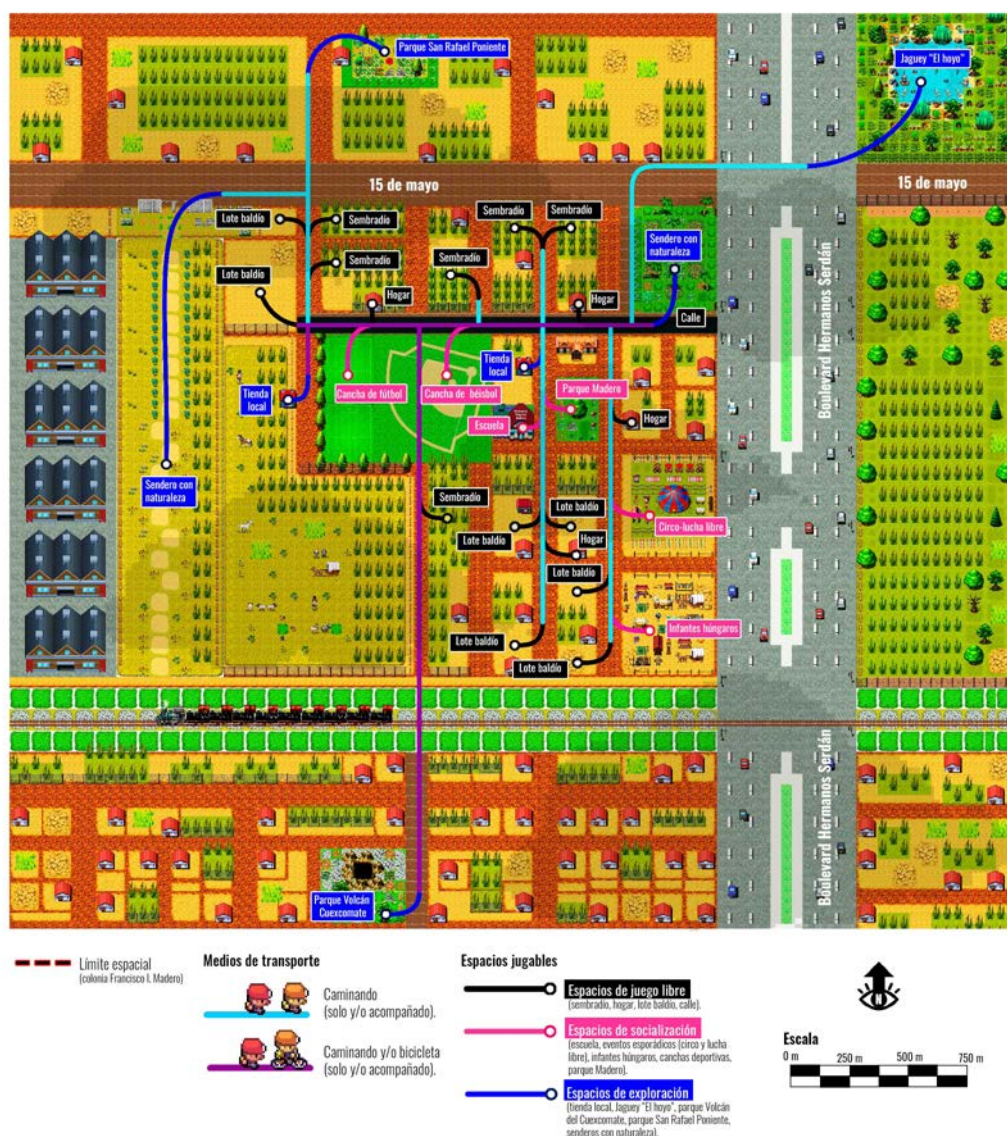 Parque San Rafael Poniente
Jaguey "El hoyo"
15 de mayo
15 de mayo
Lote baldío
Sembradío
Sembradío
Sembradío
Sendero con
naturaleza
Lote baldío
Sembradío
Sembradío
Hogar
Hogar
Calle
Boulevard Hermanos Serdán
Tienda
local
Cancha de fútbol
Cancha de béisbol
Tienda
local
Parque Madero
Escuela
Hogar
Sendero con
naturaleza
Sembradío
Lote baldío
Circo-lucha libre
Lote baldío
Hogar
Lote baldío
Infantes húngaros
Lote baldío
Lote baldío
Boulevard Hermanos Serdán
Parque Volcán
Cuexcomate
Límite espacial
(colonia Francisco I. Madero)
Medios de transporte
Caminando
(solo y/o acompañado).
Caminando y/o bicicleta
(solo y/o acompañado).
Espacios jugables
Espacios de juego libre
(sembradío, hogar, lote baldío, calle).
Espacios de socialización
(escuela, eventos esporádicos (circo y lucha
libre), infantes húngaros, canchas deportivas,
parque Madero).
Espacios de exploración
(tienda local, Jaguey "El hoyo", parque Volcán
del Cuexcomate, parque San Rafael Poniente,
senderos con naturaleza).
N
Escala
0 m 250 m 500 m 750 m